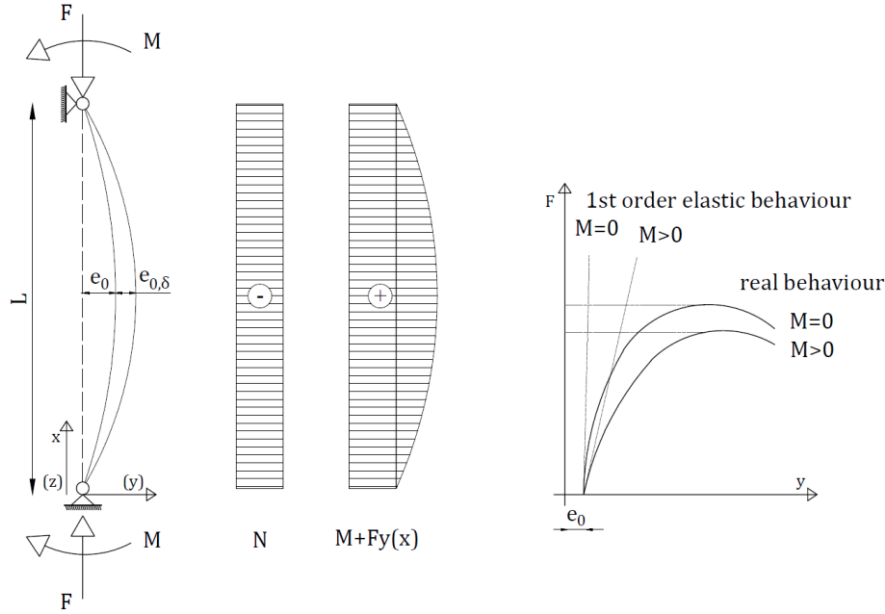 F
M
L
e0
e0,δ
x
(z)
(y)
M
F
-
N
+
M+Fy(x)
F
1st order elastic behaviour
M=0
M>0
real behaviour
M=0
M>0
y
e0